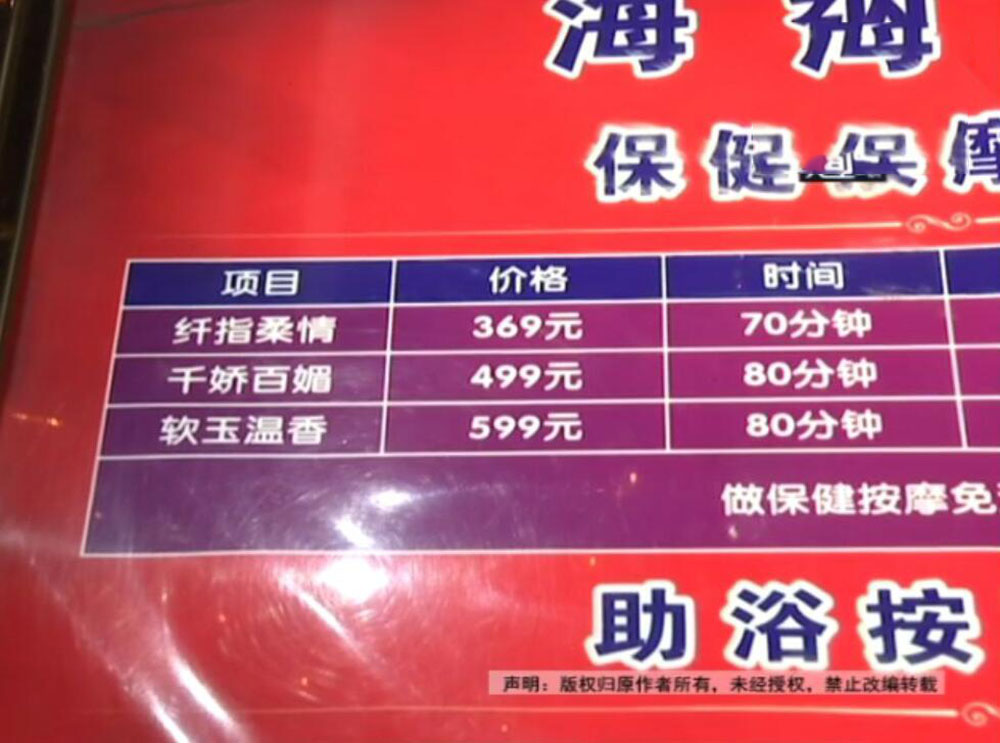 海
保健保
项目 价格 时间
纤指柔情 369元 70分钟
千娇百媚 499元 80分钟
软玉温香 599元 80分钟
做保健按摩免
助浴按
声明：版权归原作者所有，未经授权，禁止改编转载